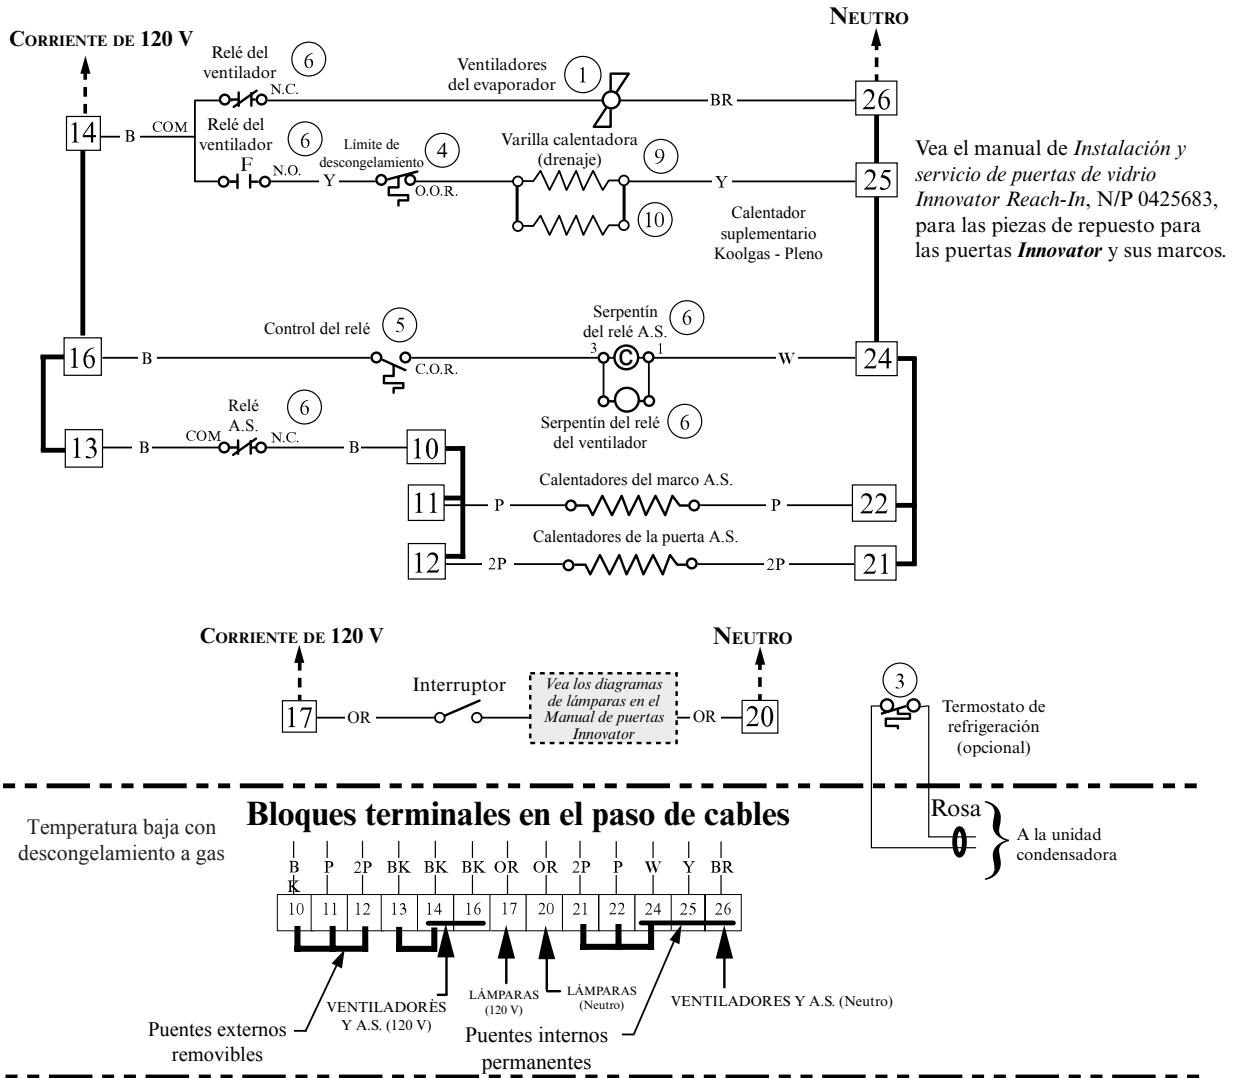 NEUTRO
CORRIENTE DE 120 V
Relé del
ventilador
6
N.C.
Ventiladores
del evaporador
1
BR
26
14
B
COM
Relé del
ventilador
6
F
N.O.
Y
Límite de
descongelamiento
4
O.O.R.
Varilla calentadora
(drenaje)
9
Y
25
10
Calentador
suplementario
Koolgas - Pleno
Vea el manual de Instalación y
servicio de puertas de vidrio
Innovator Reach-In, N/P 0425683,
para las piezas de repuesto para
las puertas Innovator y sus marcos.
16
B
Control del relé
5
C.O.R.
Serpentín
del relé A.S.
6
3
C
1
W
24
Serpentín del relé
del ventilador
6
13
B
COM
Relé
A.S.
6
N.C.
B
10
11
P
Calentadores del marco A.S.
P
22
12
2P
Calentadores de la puerta A.S.
2P
21
CORRIENTE DE 120 V
NEUTRO
17
OR
Interruptor
Vea los diagramas
de lámparas en el
Manual de puertas
Innovator
OR
20
3
Termostato de
refrigeración
(opcional)
Rosa
A la unidad
condensadora
Temperatura baja con
descongelamiento a gas
Bloques terminales en el paso de cables
B
K
P
2P
BK
BK
BK
OR
OR
2P
P
W
Y
BR
10
11
12
13
14
16
17
20
21
22
24
25
26
Puentes externos
removibles
VENTILADORES
Y A.S. (120 V)
LÁMPARAS
(120 V)
LÁMPARAS
(Neutro)
Puentes internos
permanentes
VENTILADORES Y A.S. (Neutro)